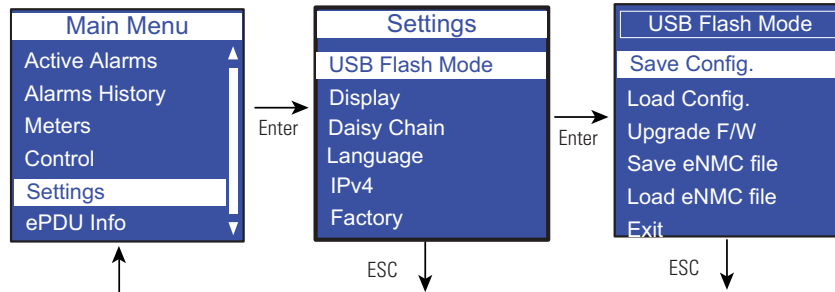 Main Menu
Active Alarms
Alarms History
Meters
Control
Settings
ePDU Info
Enter
Settings
USB Flash Mode
Display
Daisy Chain
Language
IPv4
Factory
ESC
Enter
USB Flash Mode
Save Config.
Load Config.
Upgrade F/W
Save eNMC file
Load eNMC file
Exit
ESC